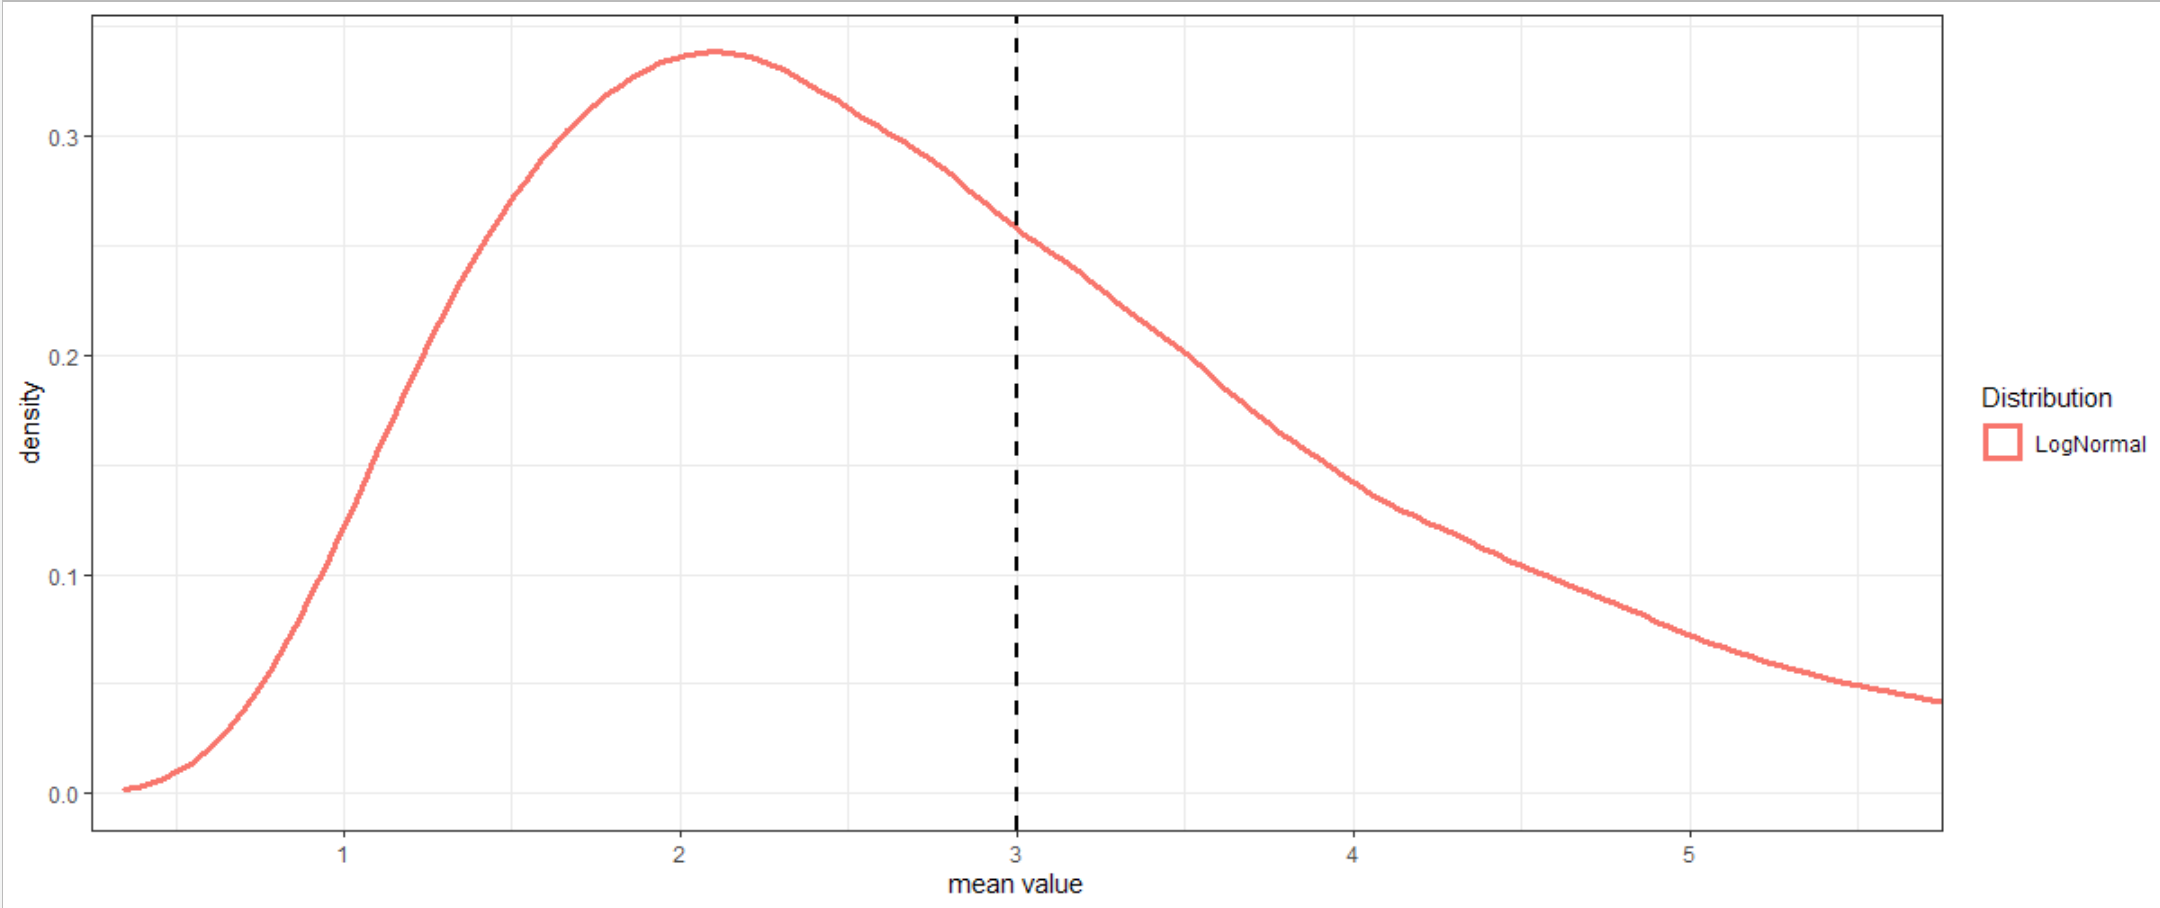 density
0.3
0.2
0.1
0.0
1 2 3 4 5
mean value
Distribution
LogNormal